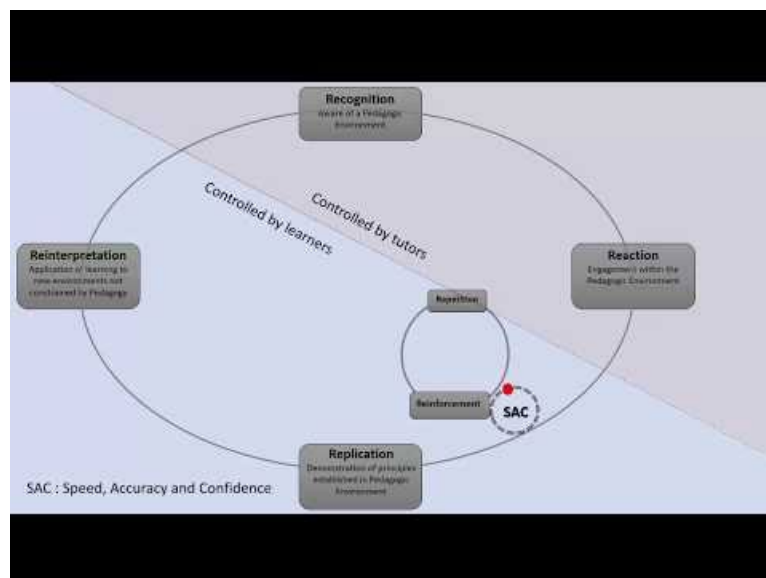 Recognition
Aware of a Pedagogic
Environment
Controlled by learners
Controlled by tutors
Reinterpretation
Application of learning to
new environments not
constrained by Pedagogy
Reaction
Engagement within the
Pedagogic Environment
Repetition
Reinforcement
SAC
Replication
Demonstration of principles
established in Pedagogic
Environment
SAC : Speed, Accuracy and Confidence